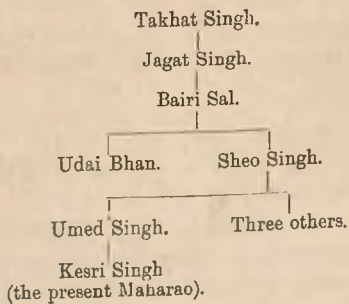 Takhat Singh.
Jagat Singh.
Bairi Sal.
Udai Bhan. Sheo Singh.
Umed Singh. Three others.
Kesri Singh
(the present Maharao).